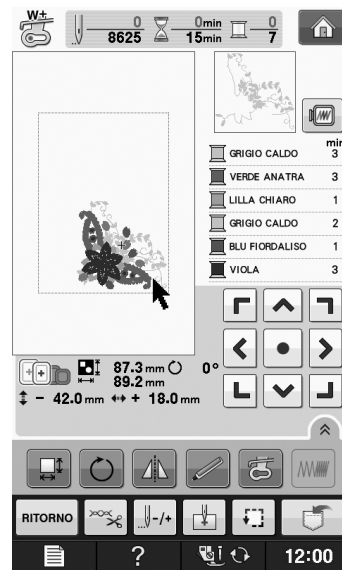 W+
0 0min 0
8625 15min 7
min
GRIGIO CALDO 3
VERDE ANATRA 3
LILLA CHIARO 1
GRIGIO CALDO 2
BLU FIORDALISO 1
VIOLA 3
87.3 mm 0°
89.2 mm
- 42.0 mm + 18.0 mm
RITORNO -/+
? 12:00